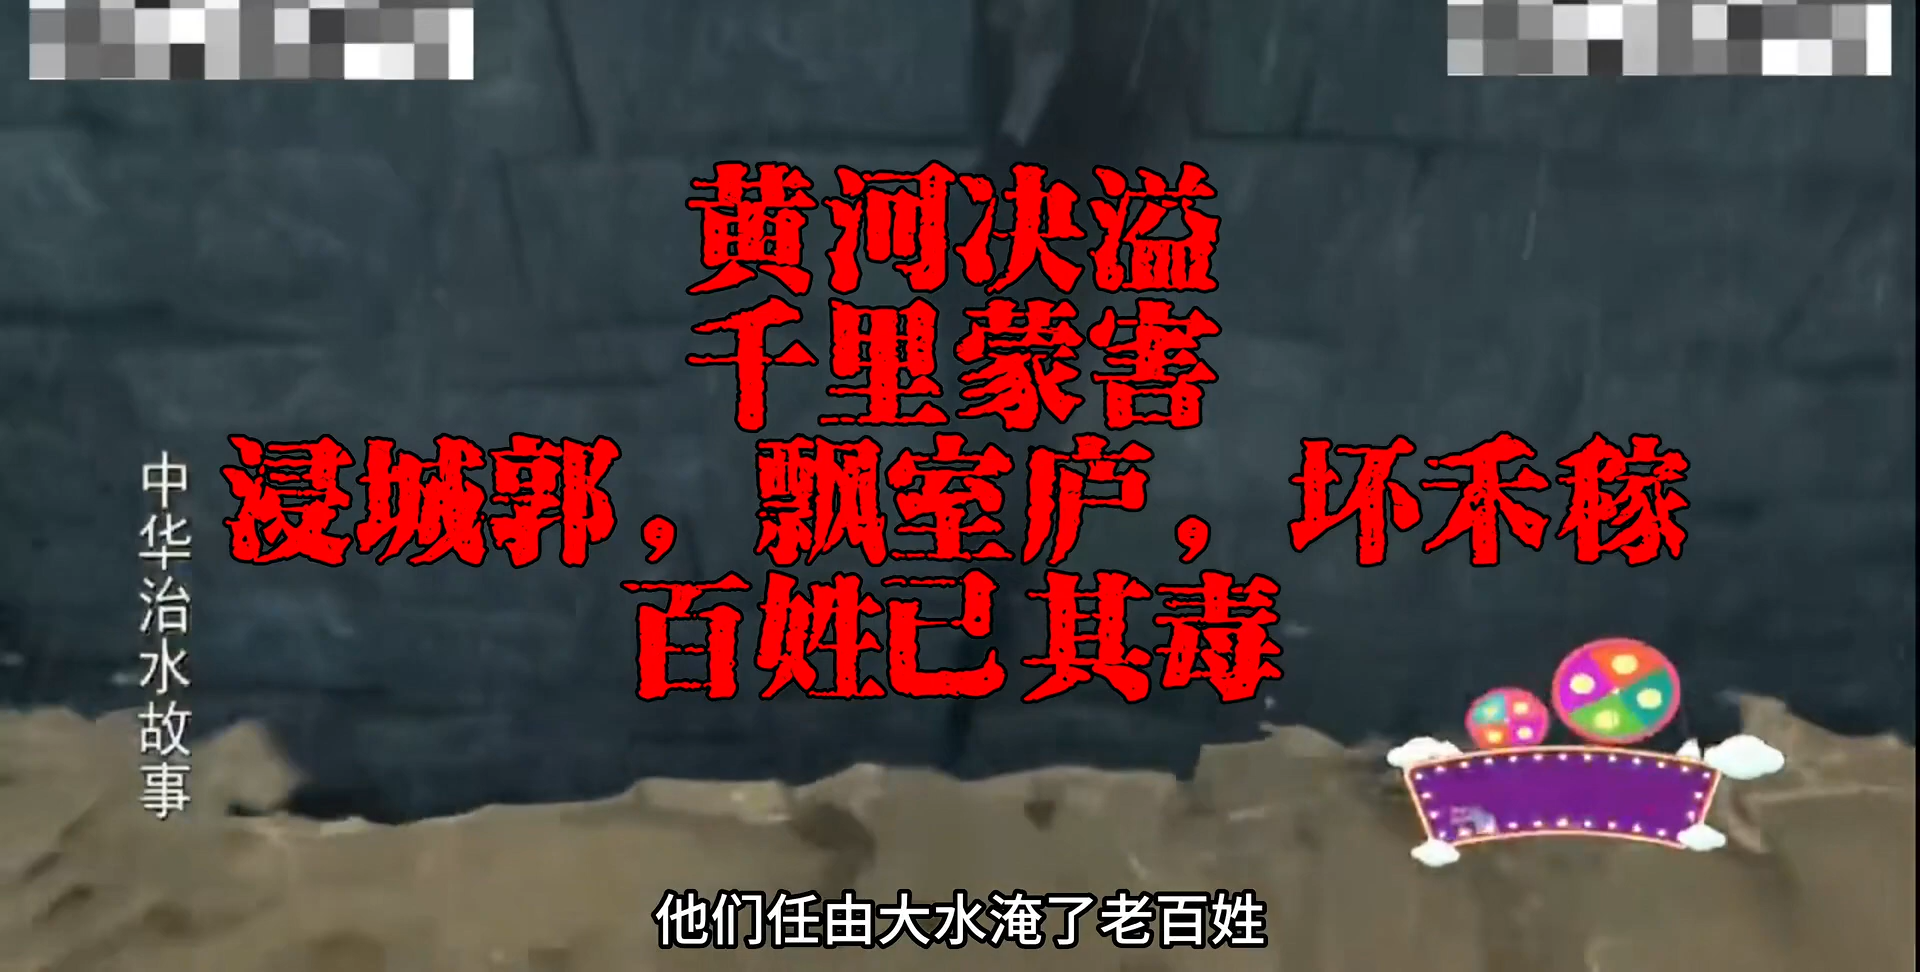 黄河决溢
千里蒙害
浸城郭，飘室庐，坏禾稼
百姓已其毒
中华治水故事
他们任由大水淹了老百姓